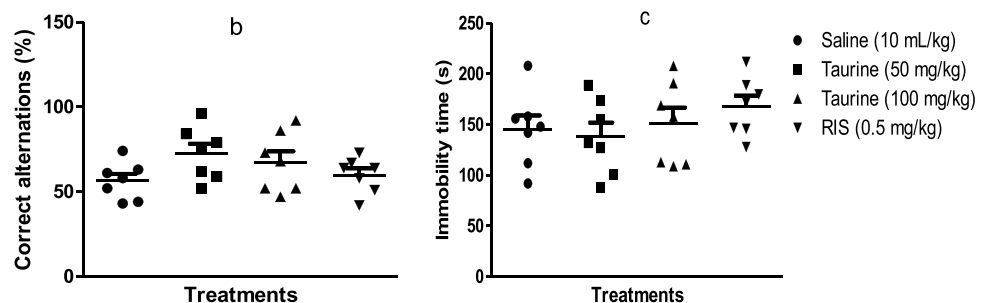 b
150
100
50
0
Correct alternations (%)
Treatments
c
250
200
150
100
50
0
Immobility time (s)
Treatments
Saline (10 mL/kg)
Taurine (50 mg/kg)
Taurine (100 mg/kg)
RIS (0.5 mg/kg)